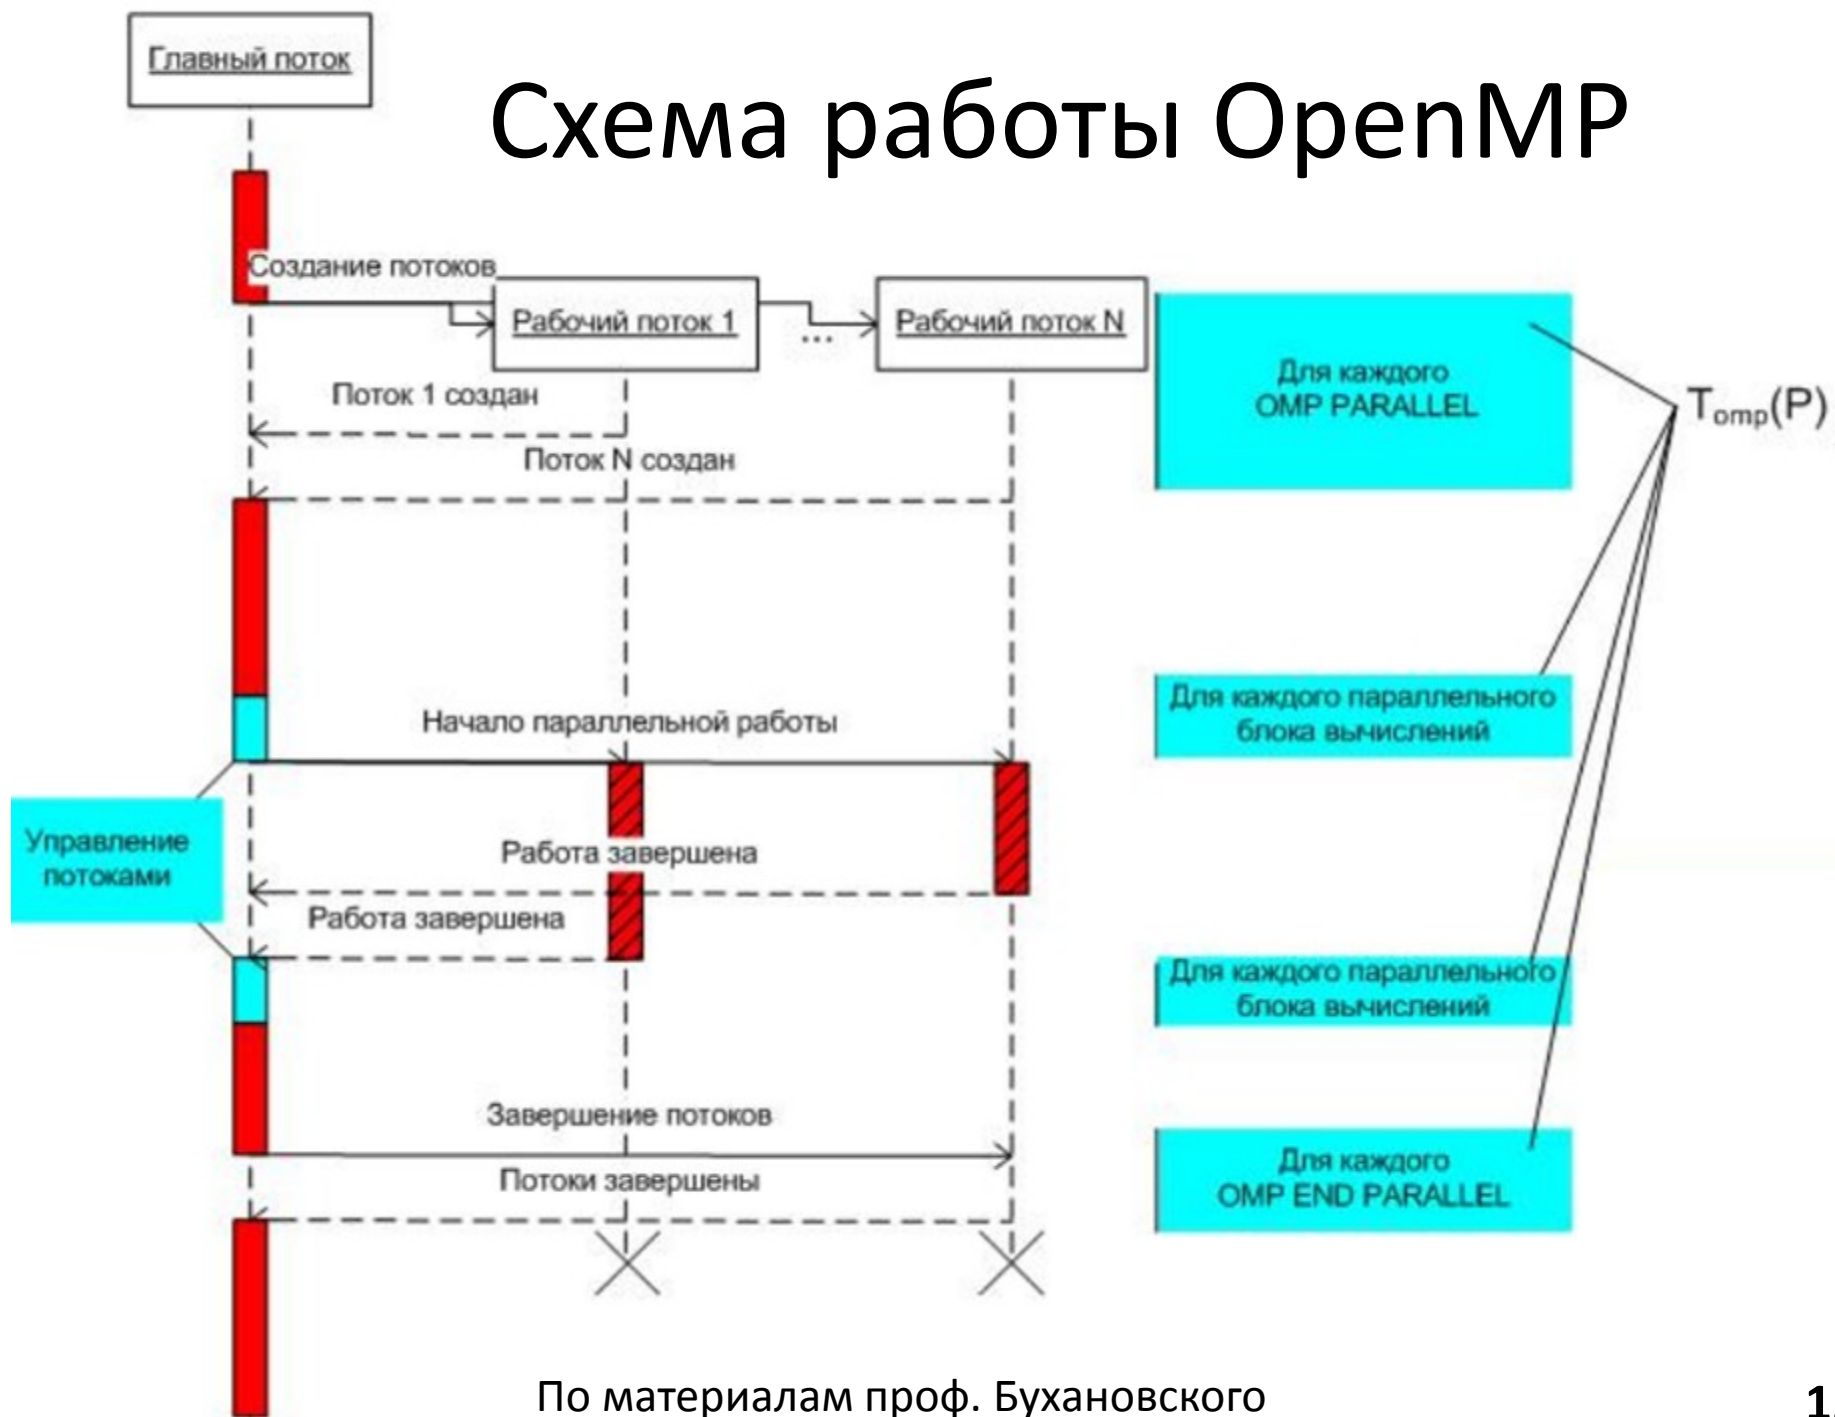 Главный поток
Схема работы OpenMP
Создание потоков
Рабочий поток 1
...
Рабочий поток N
Для каждого
OMP PARALLEL
Tomp(P)
Поток 1 создан
Поток N создан
Для каждого параллельного
блока вычислений
Начало параллельной работы
Управление
потоками
Работа завершена
Работа завершена
Для каждого параллельного
блока вычислений
Завершение потоков
Для каждого
OMP END PARALLEL
Потоки завершены
По материалам проф. Бухановского